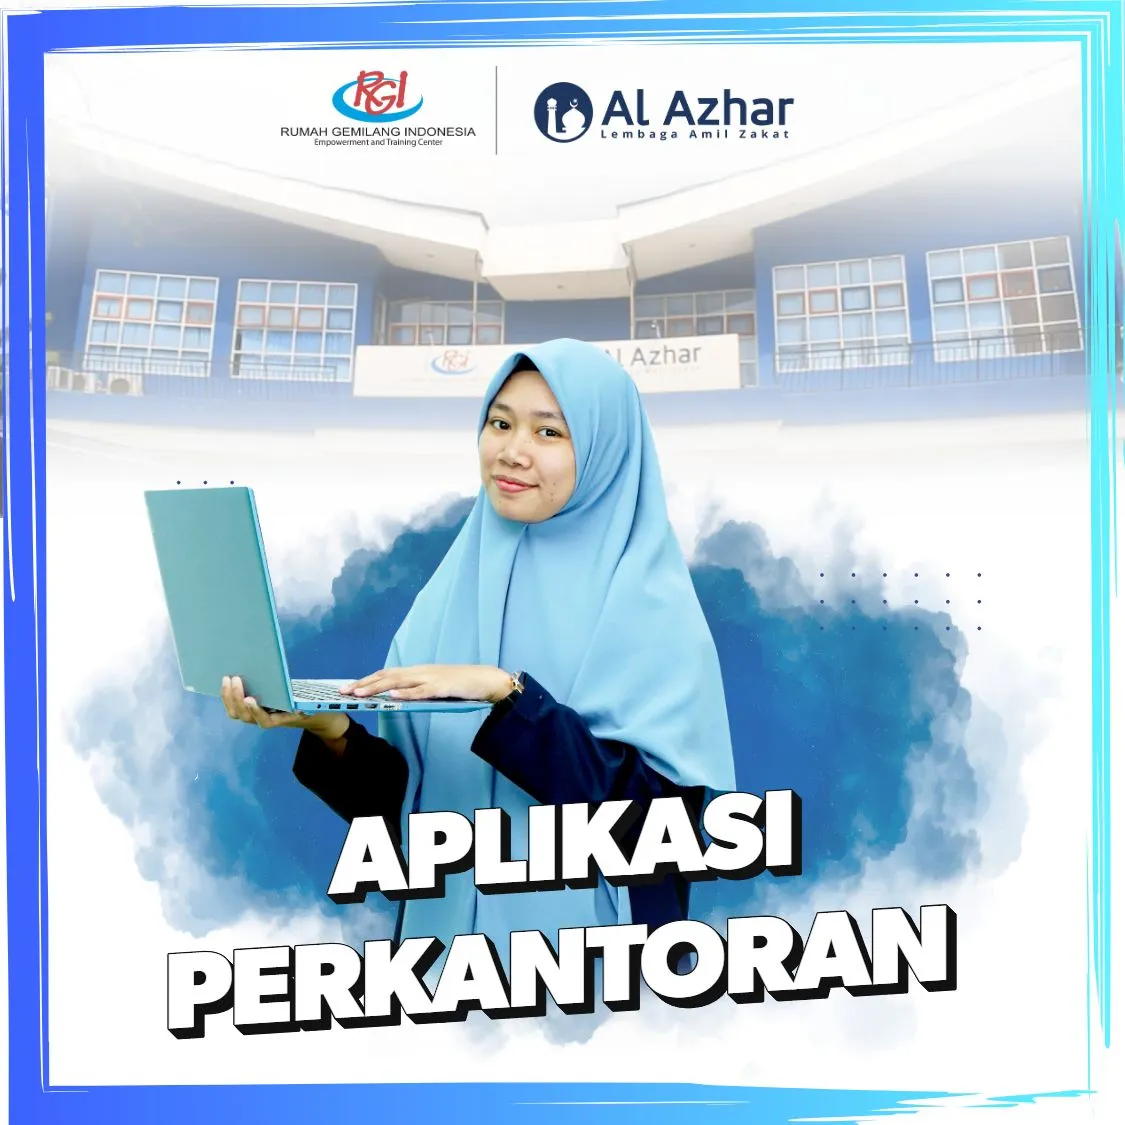 RGI
RUMAH GEMILANG INDONESIA
Empowerment and Training Center
Al Azhar
Lembaga Amil Zakat
RGI
Al Azhar
APLIKASI
PERKANTORAN